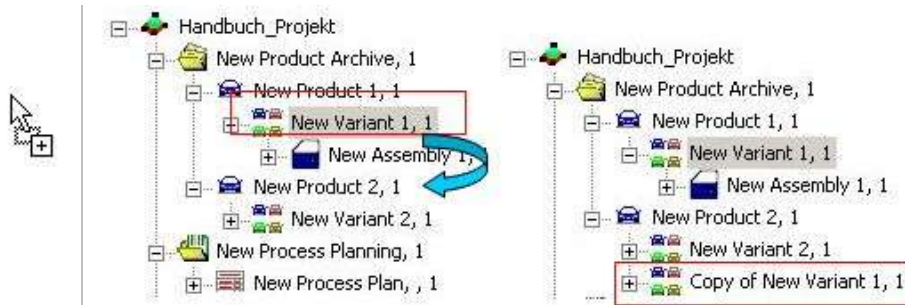 Handbuch_Projekt
New Product Archive, 1
New Product 1, 1
New Variant 1, 1
New Assembly 1,
New Product 2, 1
New Variant 2, 1
New Process Planning, 1
New Process Plan, , 1
Handbuch_Projekt
New Product Archive, 1
New Product 1, 1
New Variant 1, 1
New Assembly 1, 1
New Product 2, 1
New Variant 2, 1
Copy of New Variant 1, 1